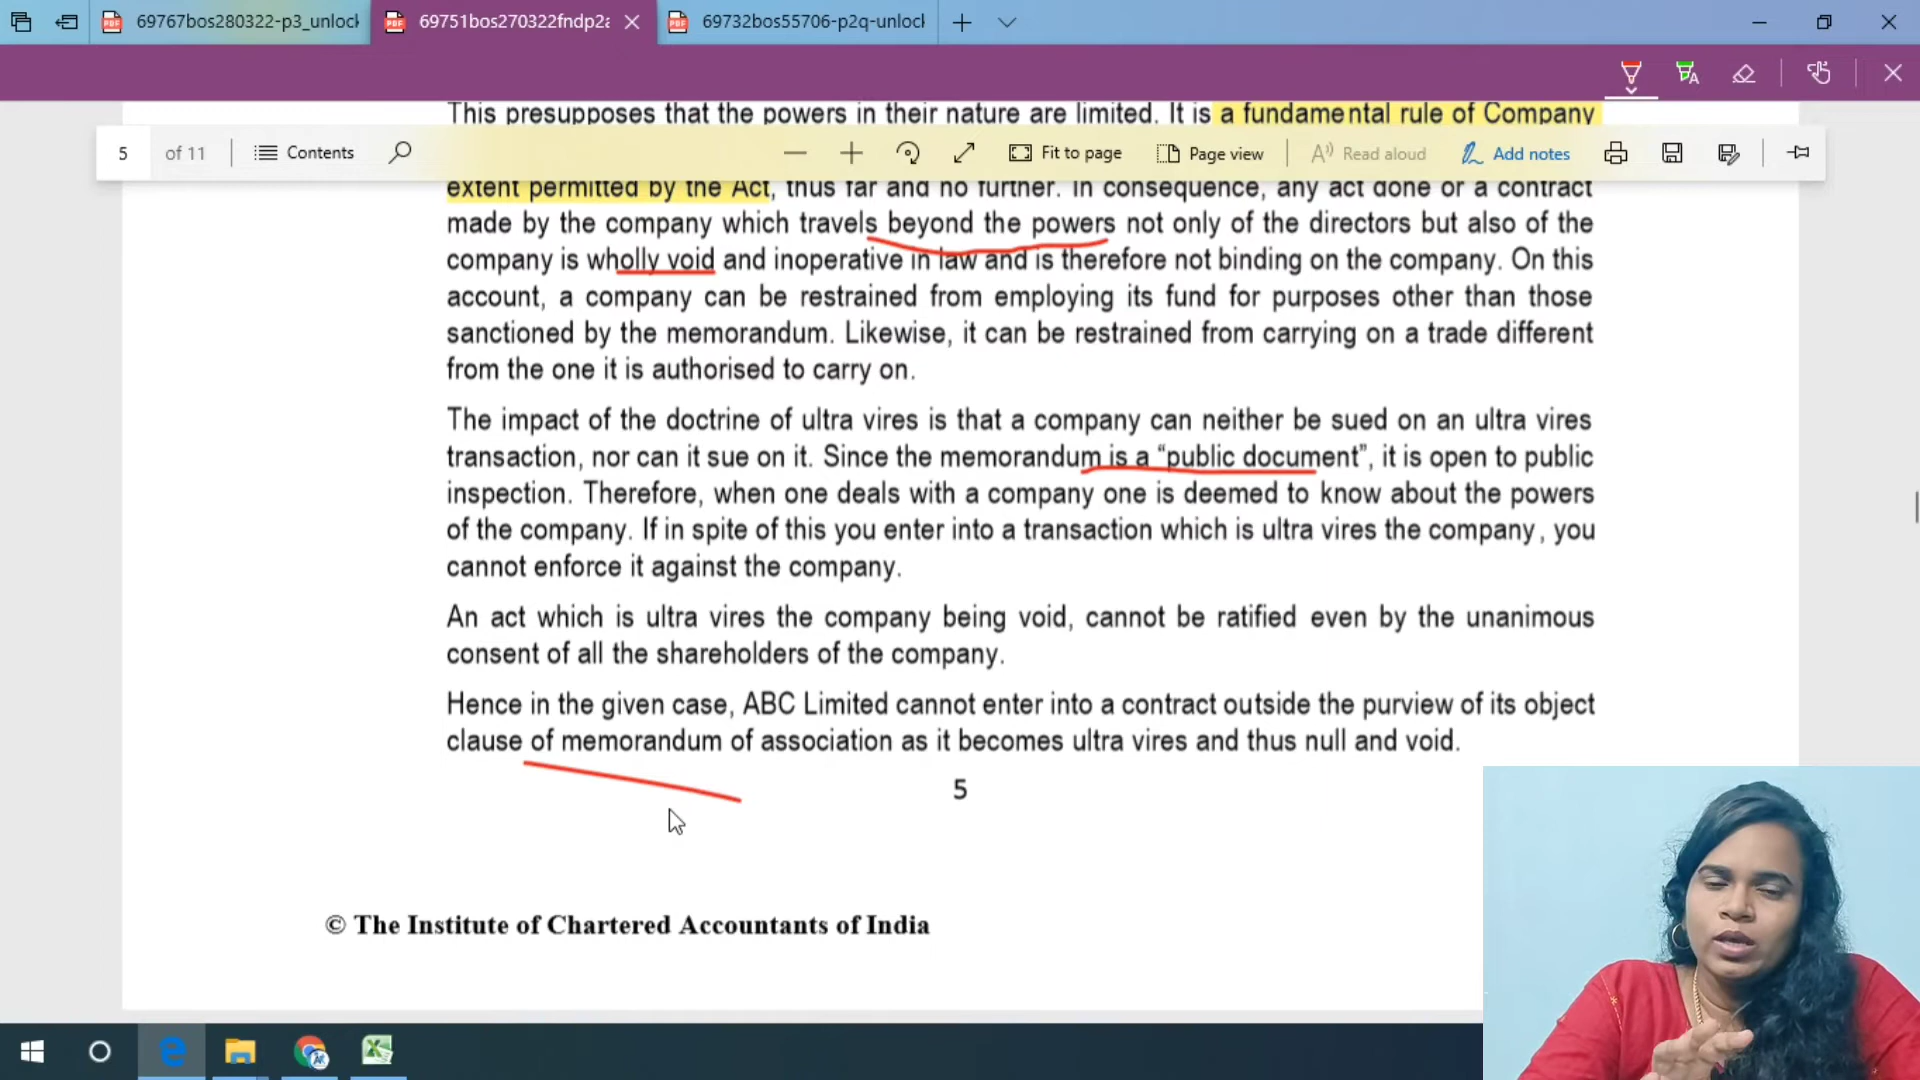 69767bos280322-p3_unlock
69751bos270322fndp2a
69732bos55706-p2q-unlock
This presupposes that the powers in their nature are limited. It is a fundamental rule of Company
5 of 11 Contents Fit to page Page view Read aloud Add notes
extent permitted by the Act, thus far and no further. In consequence, any act done or a contract
made by the company which travels beyond the powers not only of the directors but also of the
company is wholly void and inoperative in law and is therefore not binding on the company. On this
account, a company can be restrained from employing its fund for purposes other than those
sanctioned by the memorandum. Likewise, it can be restrained from carrying on a trade different
from the one it is authorised to carry on.
The impact of the doctrine of ultra vires is that a company can neither be sued on an ultra vires
transaction, nor can it sue on it. Since the memorandum is a “public document”, it is open to public
inspection. Therefore, when one deals with a company one is deemed to know about the powers
of the company. If in spite of this you enter into a transaction which is ultra vires the company, you
cannot enforce it against the company.
An act which is ultra vires the company being void, cannot be ratified even by the unanimous
consent of all the shareholders of the company.
Hence in the given case, ABC Limited cannot enter into a contract outside the purview of its object
clause of memorandum of association as it becomes ultra vires and thus null and void.
5
© The Institute of Chartered Accountants of India